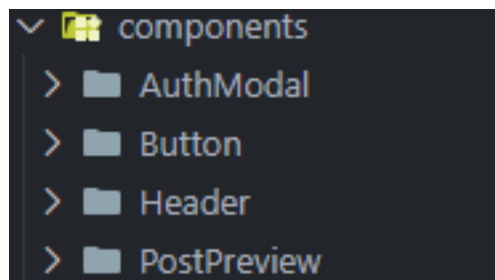 components
AuthModal
Button
Header
PostPreview